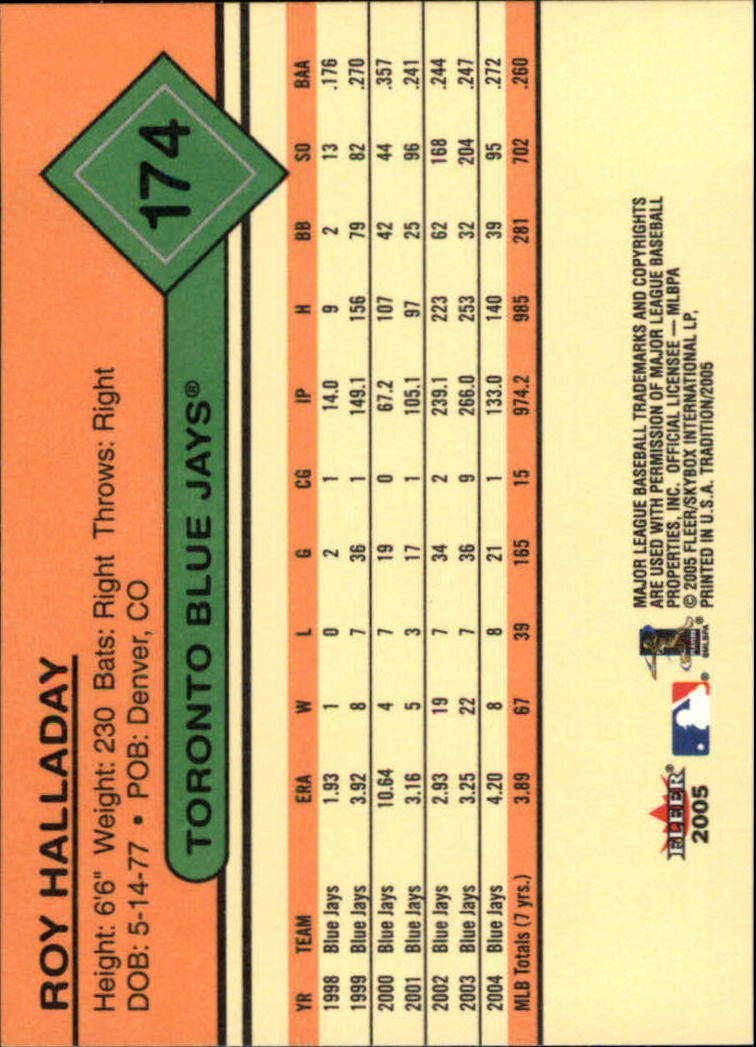 ROY HALLADAY
Height: 6'6" Weight: 230 Bats: Right Throws: Right
DOB: 5-14-77 • POB: Denver, CO
174
TORONTO BLUE JAYS®
YR TEAM ERA W L G CG IP H BB SO BAA
1998 Blue Jays 1.93 1 0 2 1 14.0 9 2 13 .176
1999 Blue Jays 3.92 8 7 36 1 149.1 156 79 82 .270
2000 Blue Jays 10.64 4 7 19 0 67.2 107 42 44 .357
2001 Blue Jays 3.16 5 3 17 1 105.1 97 25 96 .241
2002 Blue Jays 2.93 19 7 34 2 239.1 223 62 168 .244
2003 Blue Jays 3.25 22 7 36 9 266.0 253 32 204 .247
2004 Blue Jays 4.20 8 8 21 1 133.0 140 39 95 .272
MLB Totals (7 yrs.) 3.89 67 39 165 15 974.2 985 281 702 .260
FLEER®
2005
®
©MLBPA
MAJOR LEAGUE BASEBALL TRADEMARKS AND COPYRIGHTS
ARE USED WITH PERMISSION OF MAJOR LEAGUE BASEBALL
PROPERTIES, INC. OFFICIAL LICENSEE — MLBPA
© 2005 FLEER/SKYBOX INTERNATIONAL LP,
PRINTED IN U.S.A. TRADITION/2005